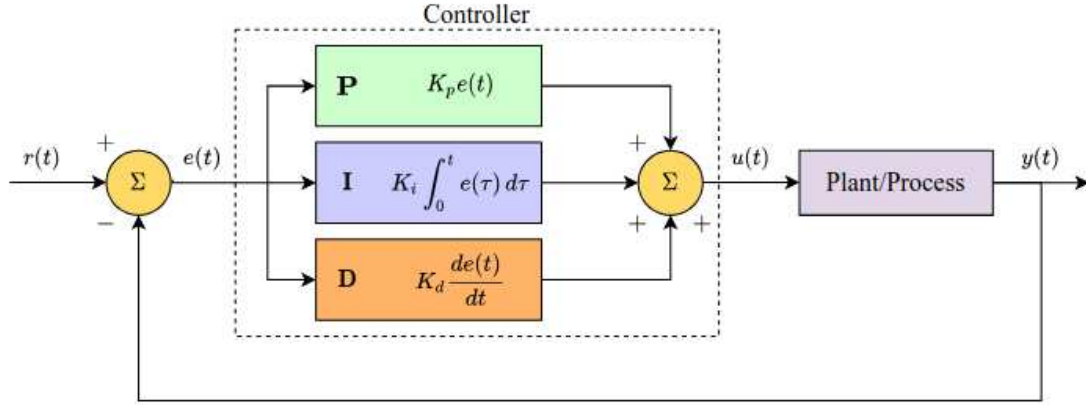 Controller
P K_p e(t)
+ +
r(t) e(t) u(t) y(t)
Σ I K_i ∫_0^t e(τ) dτ Σ Plant/Process
− + +
D K_d de(t)/dt